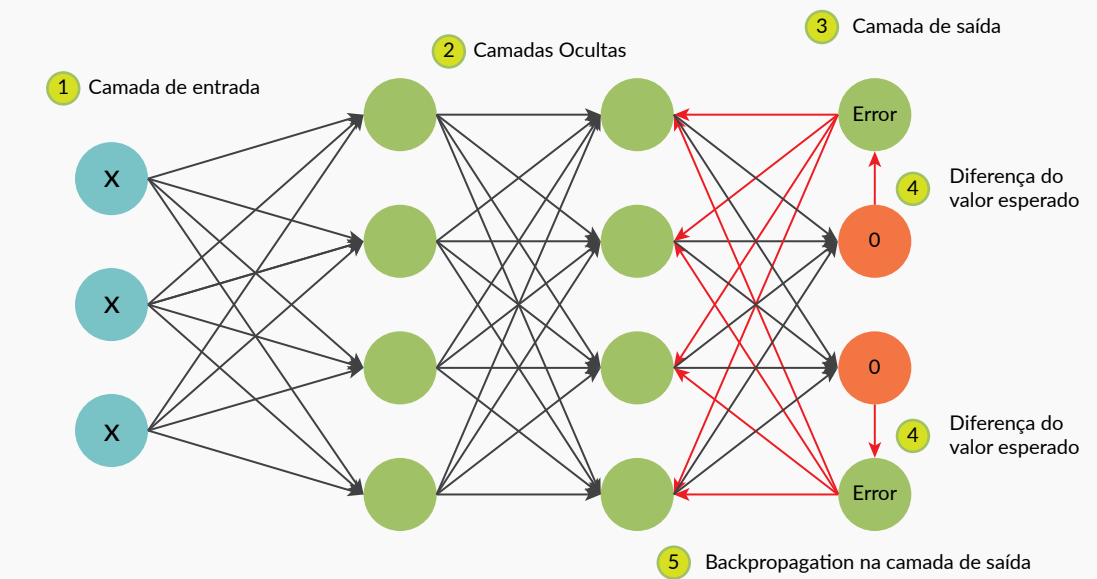 3 Camada de saída
2 Camadas Ocultas
1 Camada de entrada
Error
X
4 Diferença do
valor esperado
0
X
0
X
4 Diferença do
valor esperado
Error
5 Backpropagation na camada de saída